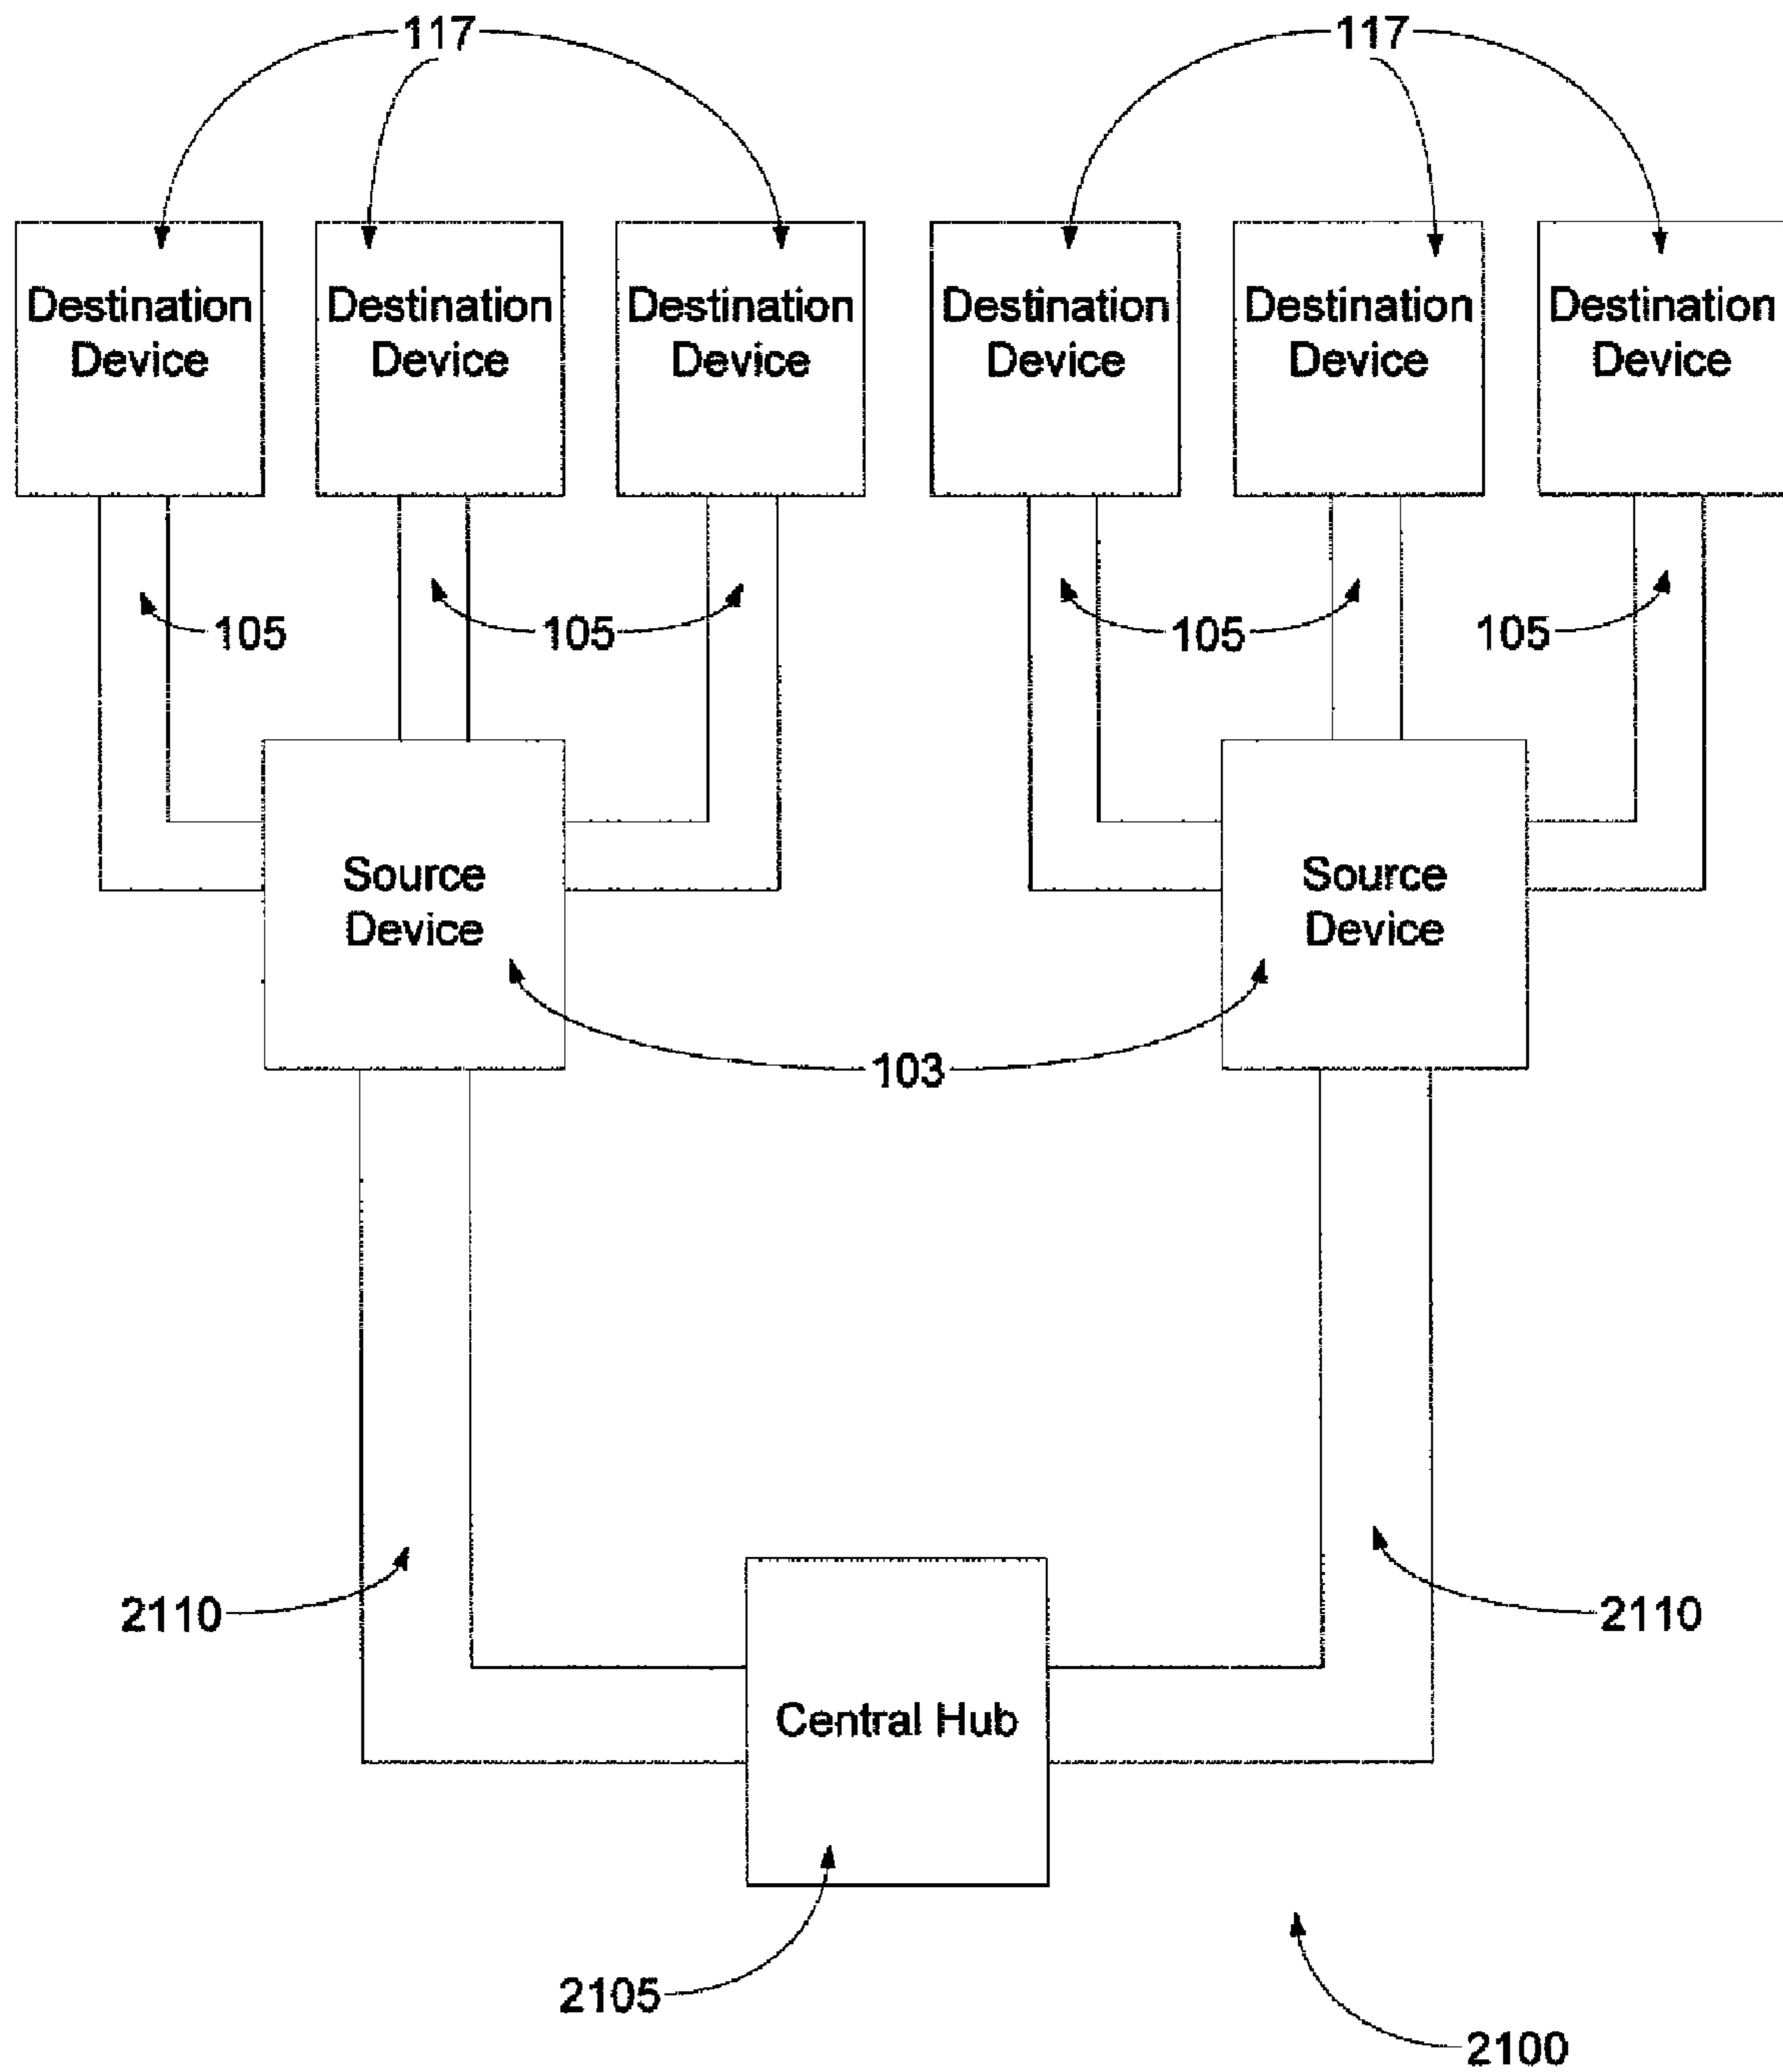 117 117
Destination Destination Destination Destination Destination Destination
Device Device Device Device Device Device
105 105 105 105
Source Source
Device Device
103
2110 2110
Central Hub
2105
2100